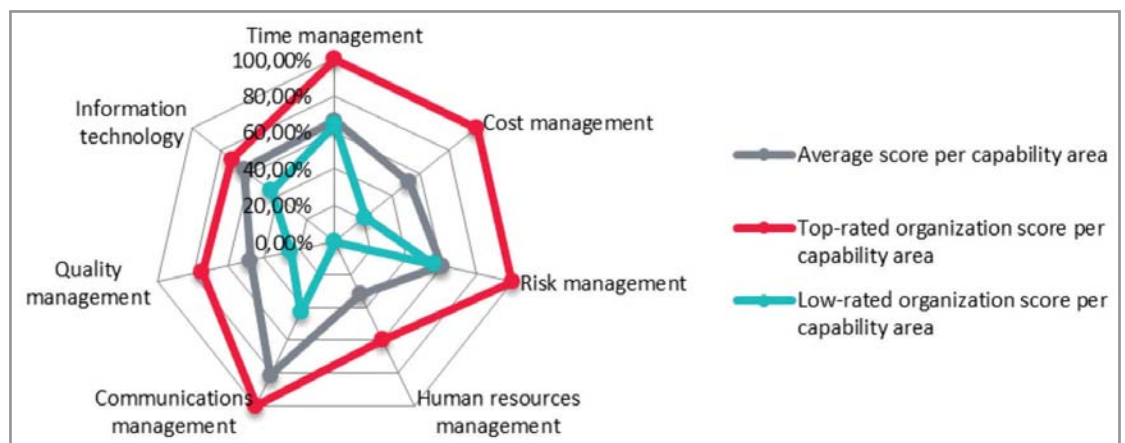 Time management
100,00%
80,00%
60,00%
40,00%
20,00%
0,00%
Information
technology
Cost management
Quality
management
Risk management
Communications
management
Human resources
management
Average score per capability area
Top-rated organization score per
capability area
Low-rated organization score per
capability area